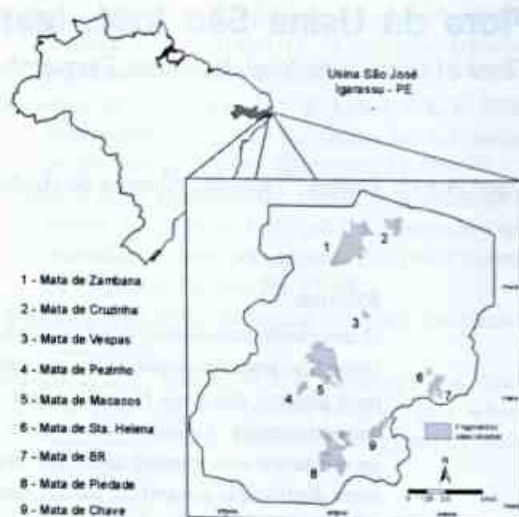 Usina São José
Igarassu - PE
1 - Mata de Zambana
2 - Mata de Cruzinha
3 - Mata de Vespas
4 - Mata de Pezinho
5 - Mata de Macacos
6 - Mata de Sta. Helena
7 - Mata de BR
8 - Mata de Piedade
9 - Mata de Chave
1
2
3
4
5
6
7
8
9
Fragmentos
N